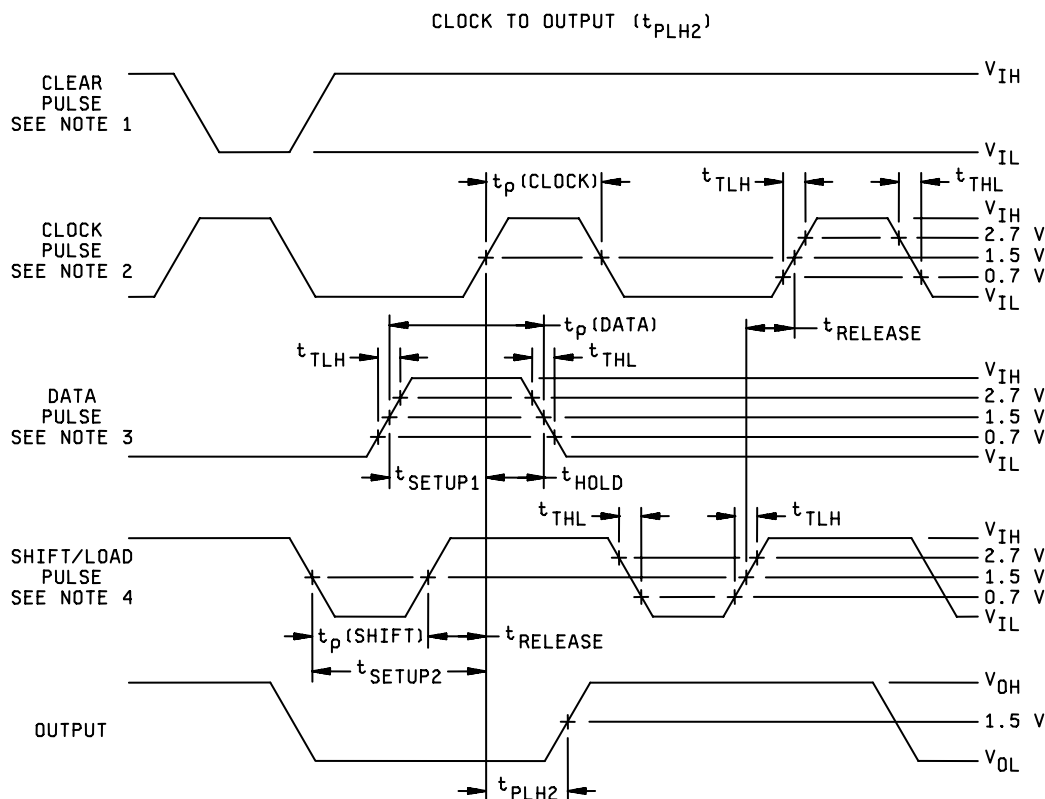 CLOCK TO OUTPUT (tPLH2)
CLEAR
PULSE
SEE NOTE 1
VIH
VIL
tp(CLOCK)
tTLH
tTHL
CLOCK
PULSE
SEE NOTE 2
VIH
2.7 V
1.5 V
0.7 V
VIL
tp(DATA)
tRELEASE
tTLH
tTHL
DATA
PULSE
SEE NOTE 3
VIH
2.7 V
1.5 V
0.7 V
VIL
tSETUP1
tHOLD
tTHL
tTLH
SHIFT/LOAD
PULSE
SEE NOTE 4
VIH
2.7 V
1.5 V
0.7 V
VIL
tp(SHIFT)
tRELEASE
tSETUP2
OUTPUT
VOH
1.5 V
VOL
tPLH2